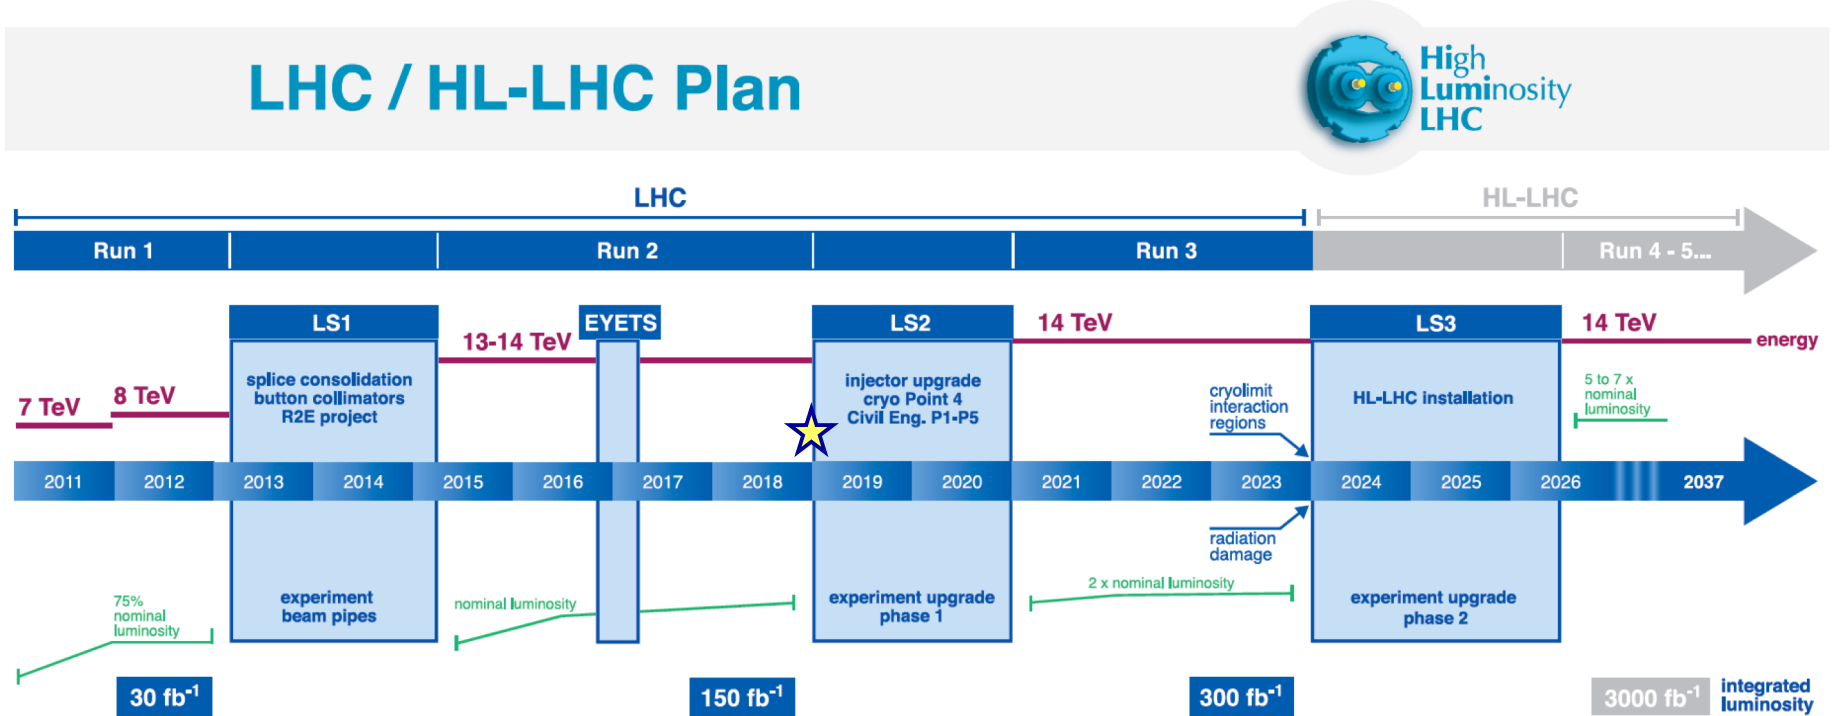 LHC / HL-LHC Plan
High
Luminosity
LHC
LHC
HL-LHC
Run 1
Run 2
Run 3
Run 4 - 5...
LS1
EYETS
LS2
14 TeV
LS3
14 TeV
13-14 TeV
energy
7 TeV
8 TeV
splice consolidation
button collimators
R2E project
injector upgrade
cryo Point 4
Civil Eng. P1-P5
cryolimit
interaction
regions
HL-LHC installation
5 to 7 x
nominal
luminosity
2011
2012
2013
2014
2015
2016
2017
2018
2019
2020
2021
2022
2023
2024
2025
2026
2037
radiation
damage
75%
nominal
luminosity
experiment
beam pipes
nominal luminosity
experiment upgrade
phase 1
2 x nominal luminosity
experiment upgrade
phase 2
30 fb-1
150 fb-1
300 fb-1
3000 fb-1
integrated
luminosity